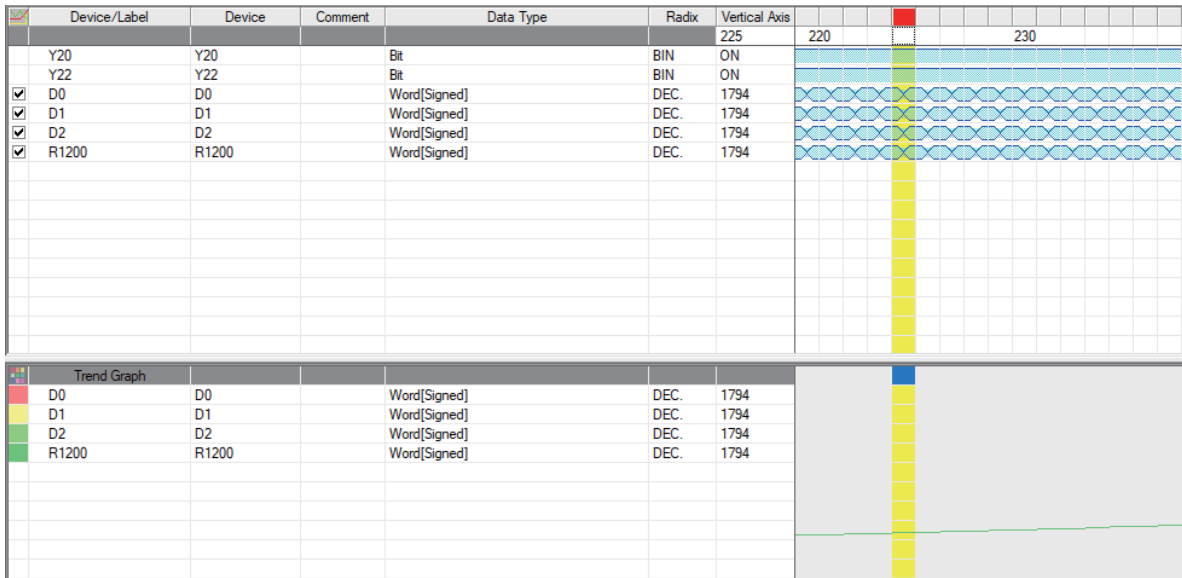 Device/Label Device Comment Data Type Radix Vertical Axis
225 220 230
Y20 Y20 Bit BIN ON
Y22 Y22 Bit BIN ON
D0 D0 Word[Signed] DEC. 1794
D1 D1 Word[Signed] DEC. 1794
D2 D2 Word[Signed] DEC. 1794
R1200 R1200 Word[Signed] DEC. 1794
Trend Graph
D0 D0 Word[Signed] DEC. 1794
D1 D1 Word[Signed] DEC. 1794
D2 D2 Word[Signed] DEC. 1794
R1200 R1200 Word[Signed] DEC. 1794